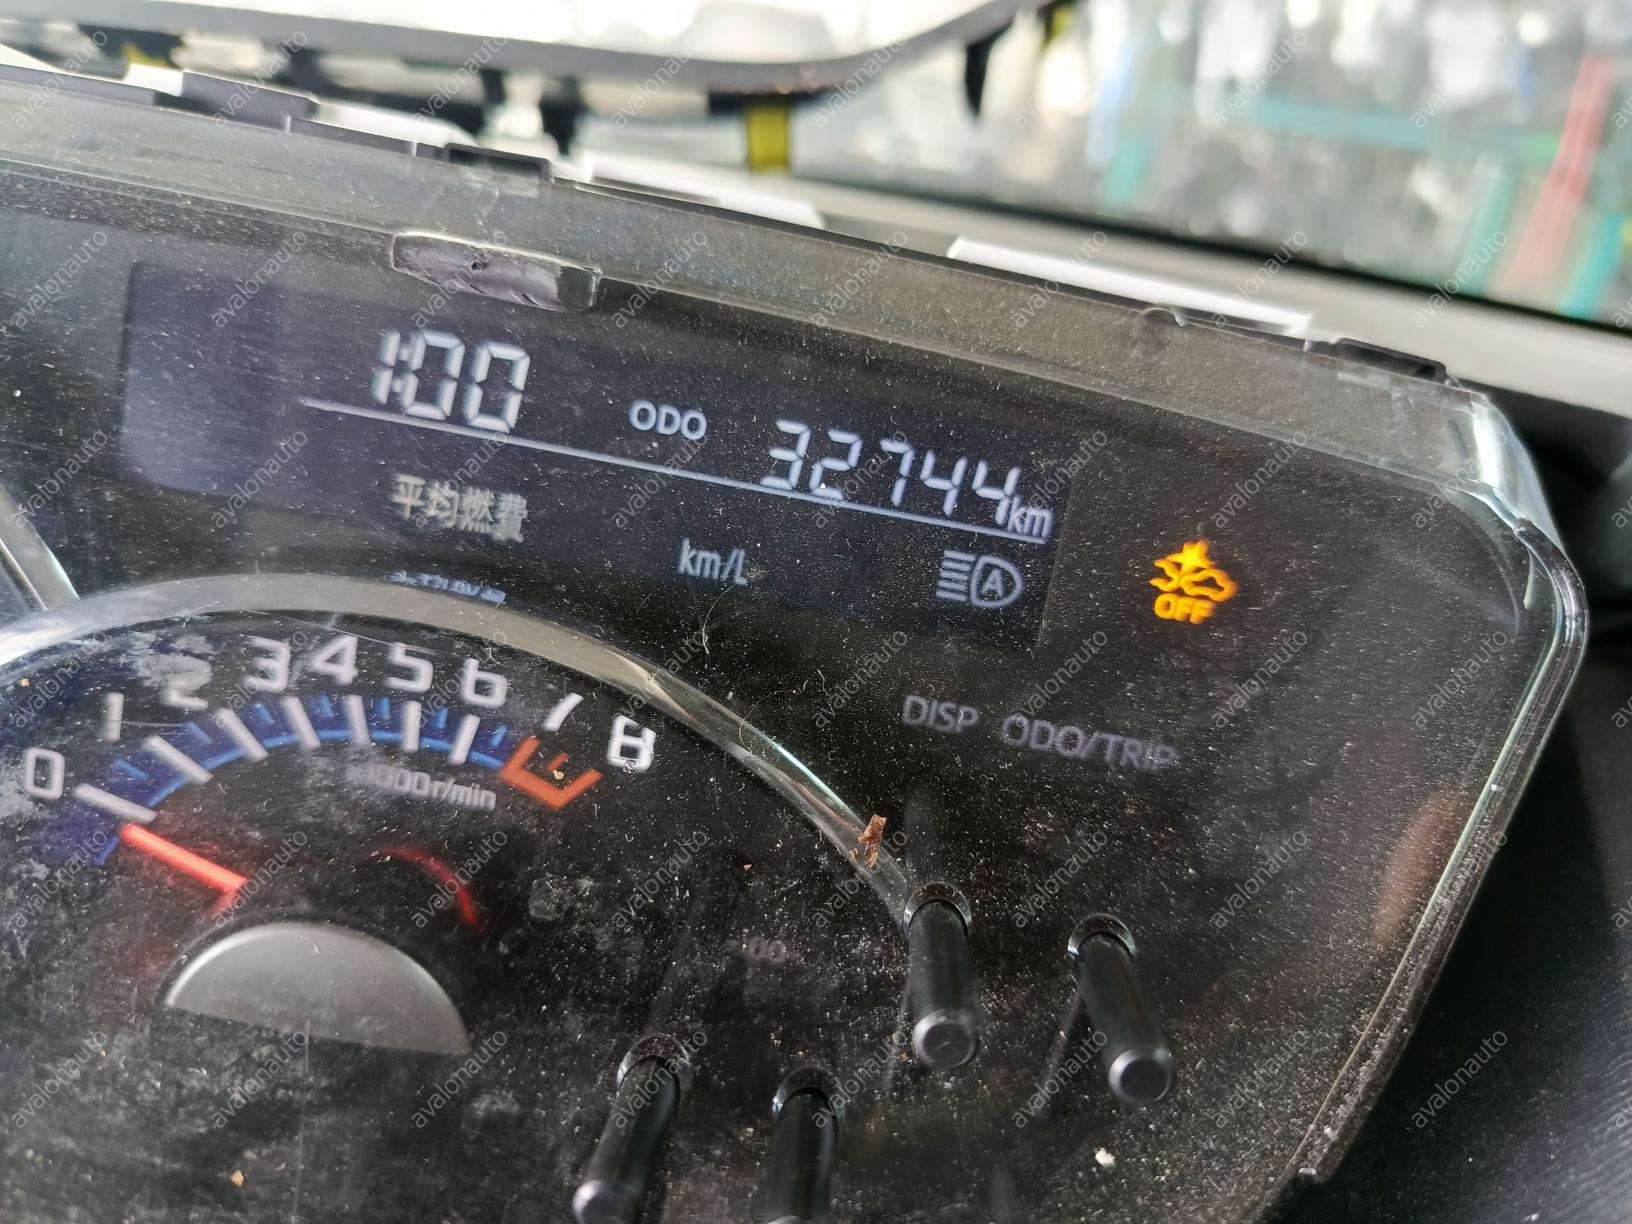 1:00
ODO 32744km
平均燃費
km/L
A
OFF
0 1 2 3 4 5 6 7 8
×1000r/min
DISP ODO/TRIP
avalonauto